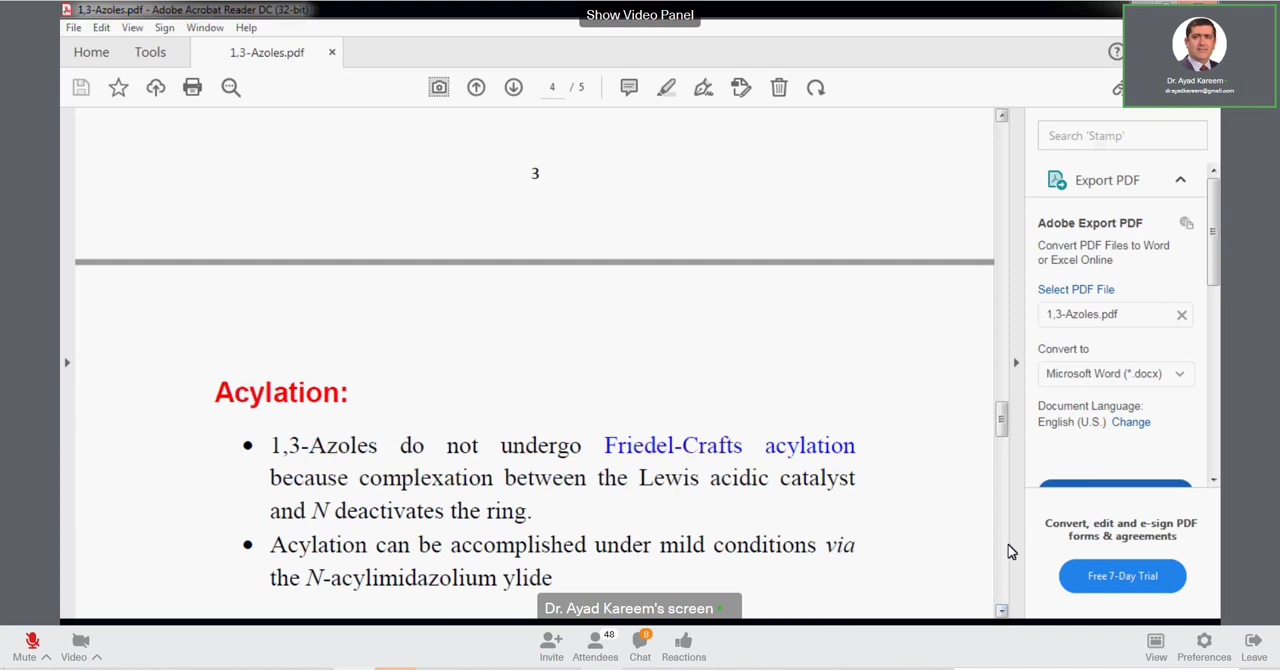 1,3-Azoles.pdf - Adobe Acrobat Reader DC (32-bit)
Show Video Panel
File Edit View Sign Window Help
Home Tools 1,3-Azoles.pdf ×
4 / 5
Dr. Ayad Kareem
dr.ayadkareem@gmail.com
3
Acylation:
• 1,3-Azoles do not undergo Friedel-Crafts acylation
because complexation between the Lewis acidic catalyst
and N deactivates the ring.
• Acylation can be accomplished under mild conditions via
the N-acylimidazolium ylide
Search 'Stamp'
Export PDF
Adobe Export PDF
Convert PDF Files to Word
or Excel Online
Select PDF File
1,3-Azoles.pdf
Convert to
Microsoft Word (*.docx)
Document Language:
English (U.S.) Change
Convert, edit and e-sign PDF
forms & agreements
Free 7-Day Trial
Dr. Ayad Kareem's screen
48 8
Mute Video Invite Attendees Chat Reactions View Preferences Leave